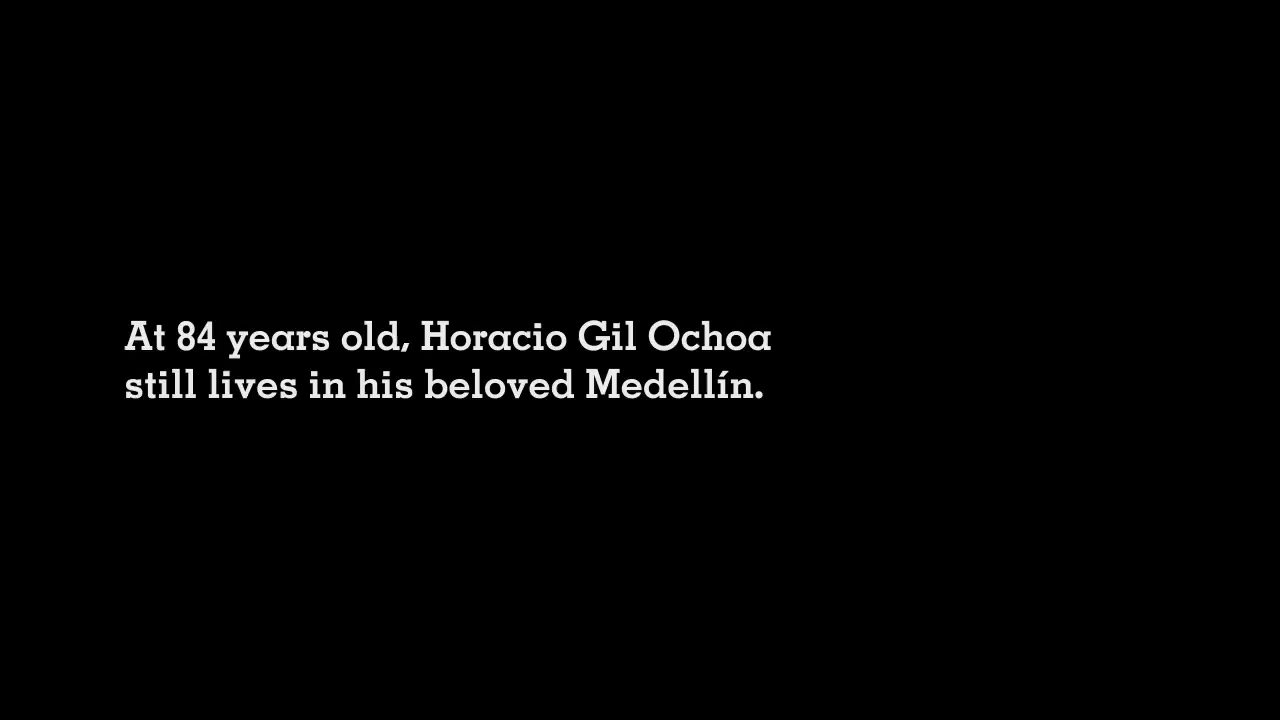 At 84 years old, Horacio Gil Ochoa
still lives in his beloved Medellín.